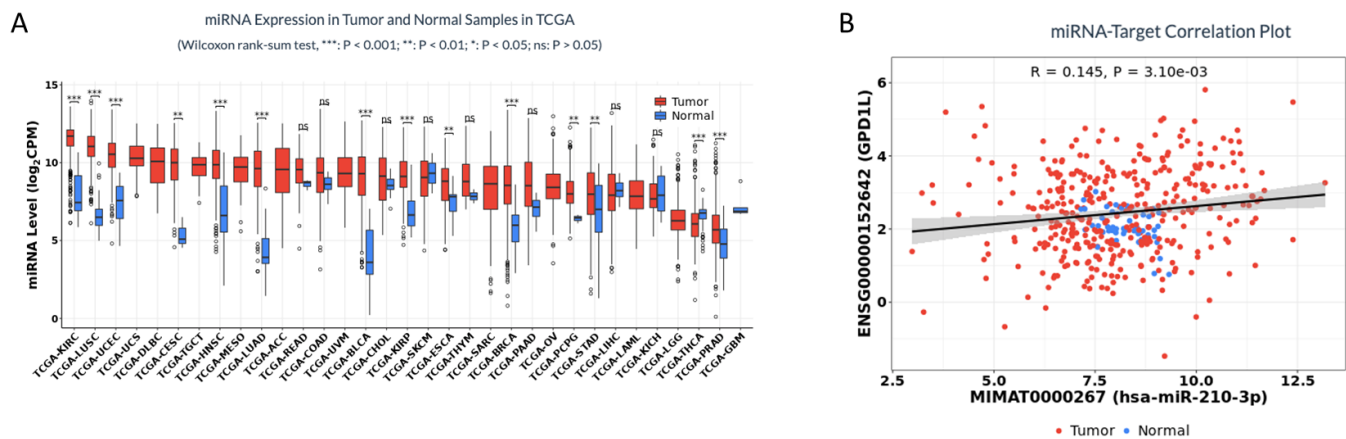 A
miRNA Expression in Tumor and Normal Samples in TCGA
(Wilcoxon rank-sum test, ***: P < 0.001; **: P < 0.01; *: P < 0.05; ns: P > 0.05)
miRNA Level (log2CPM)
15
10
5
0
*** *** *** ** *** *** ns ns *** ns *** ns ** ns *** ns ** ** ns ns *** ***
Tumor
Normal
TCGA-KIRC
TCGA-LUSC
TCGA-UCEC
TCGA-UCS
TCGA-DLBC
TCGA-CESC
TCGA-TGCT
TCGA-HNSC
TCGA-MESO
TCGA-LUAD
TCGA-ACC
TCGA-READ
TCGA-COAD
TCGA-UVM
TCGA-BLCA
TCGA-CHOL
TCGA-KIRP
TCGA-SKCM
TCGA-ESCA
TCGA-THYM
TCGA-SARC
TCGA-BRCA
TCGA-PAAD
TCGA-OV
TCGA-PCPG
TCGA-STAD
TCGA-LIHC
TCGA-LAML
TCGA-KICH
TCGA-LGG
TCGA-THCA
TCGA-PRAD
TCGA-GBM
B
miRNA-Target Correlation Plot
R = 0.145, P = 3.10e-03
ENSG00000152642 (GPD1L)
6
4
2
0
2.5 5.0 7.5 10.0 12.5
MIMAT0000267 (hsa-miR-210-3p)
Tumor Normal